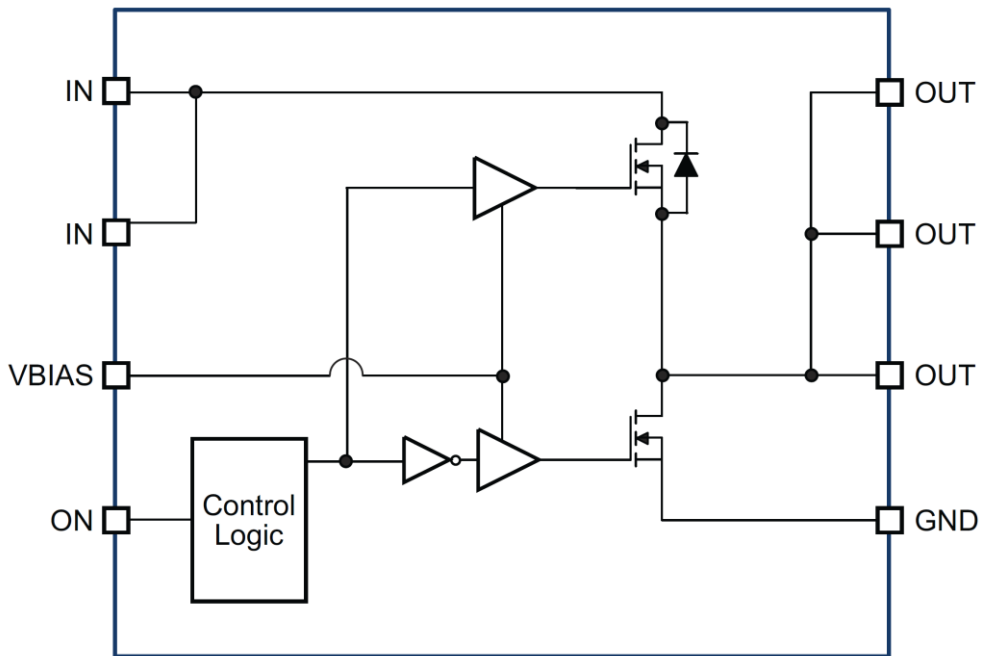 IN
OUT
IN
OUT
VBIAS
OUT
Control
Logic
ON
GND